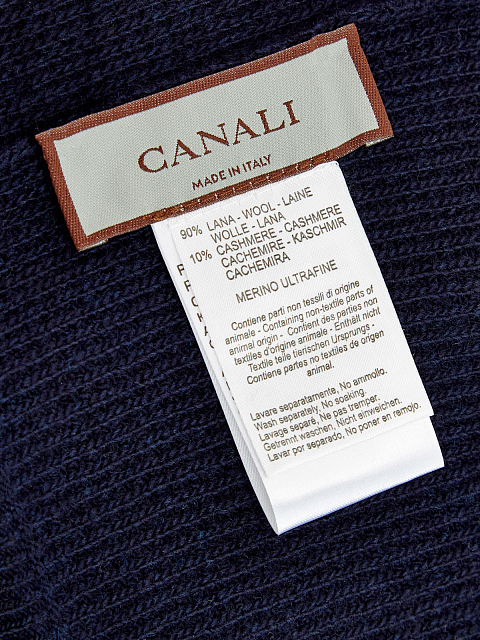 CANALI
MADE IN ITALY
90% LANA - WOOL - LAINE
WOLLE - LANA
10% CASHMERE - CASHMERE
CACHEMIRE - KASCHMIR
CACHEMIRA
MERINO ULTRAFINE
Contiene parti non tessili di origine
animale - Containing non-textile parts of
animal origin - Contient des parties non
textiles d'origine animale - Enthält nicht
Textile teile tierischen Ursprungs -
Contiene partes no textiles de origen
animal.
Lavare separatamente, No ammollo.
Wash separately, No soaking.
Lavage separé, Ne pas tremper.
Getrennt waschen, Nicht einweichen.
Lavar por separado, No poner en remojo.